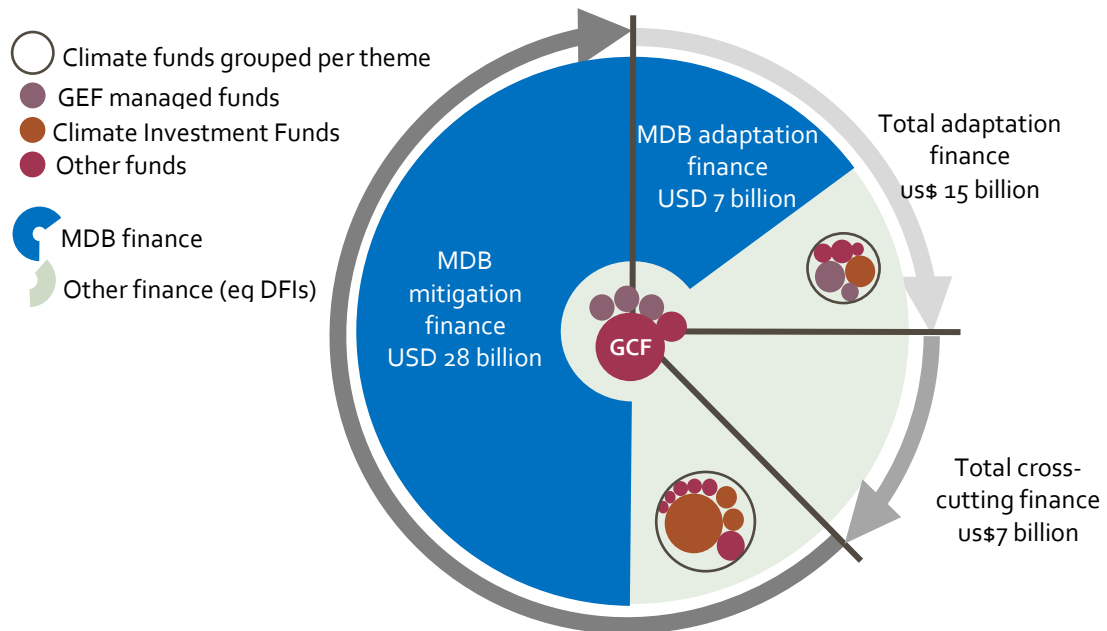 Climate funds grouped per theme
GEF managed funds
Climate Investment Funds
Other funds
MDB finance
Other finance (eq DFIs)
MDB adaptation
finance
USD 7 billion
Total adaptation
finance
us$ 15 billion
MDB
mitigation
finance
USD 28 billion
GCF
Total cross-
cutting finance
us$7 billion